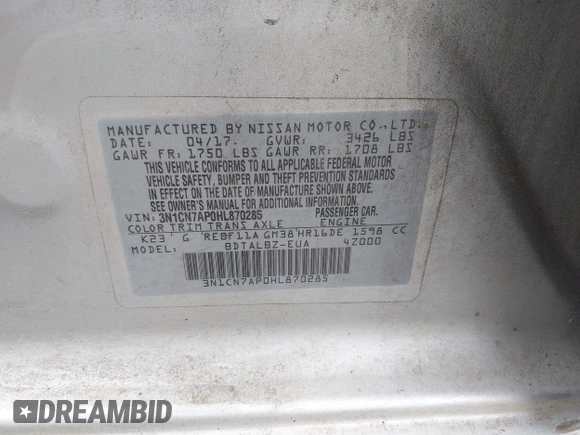 MANUFACTURED BY NISSAN MOTOR CO., LTD.
DATE: 04/17. GVWR: 3426 LBS
GAWR FR: 1750 LBS GAWR RR: 1708 LBS
THIS VEHICLE CONFORMS TO ALL APPLICABLE FEDERAL MOTOR
VEHICLE SAFETY, BUMPER AND THEFT PREVENTION STANDARDS
IN EFFECT ON THE DATE OF MANUFACTURE SHOWN ABOVE.
SEE OWNER'S MANUAL FOR ADDITIONAL INFORMATION.
VIN: 3N1CN7AP0HL870285 PASSENGER CAR.
COLOR TRIM TRANS AXLE ENGINE
K23 G RE0F11A GM38 HR16DE 1598 CC
MODEL: BDTALBZ-EUA 4Z000
3N1CN7AP0HL870285
DREAMBID